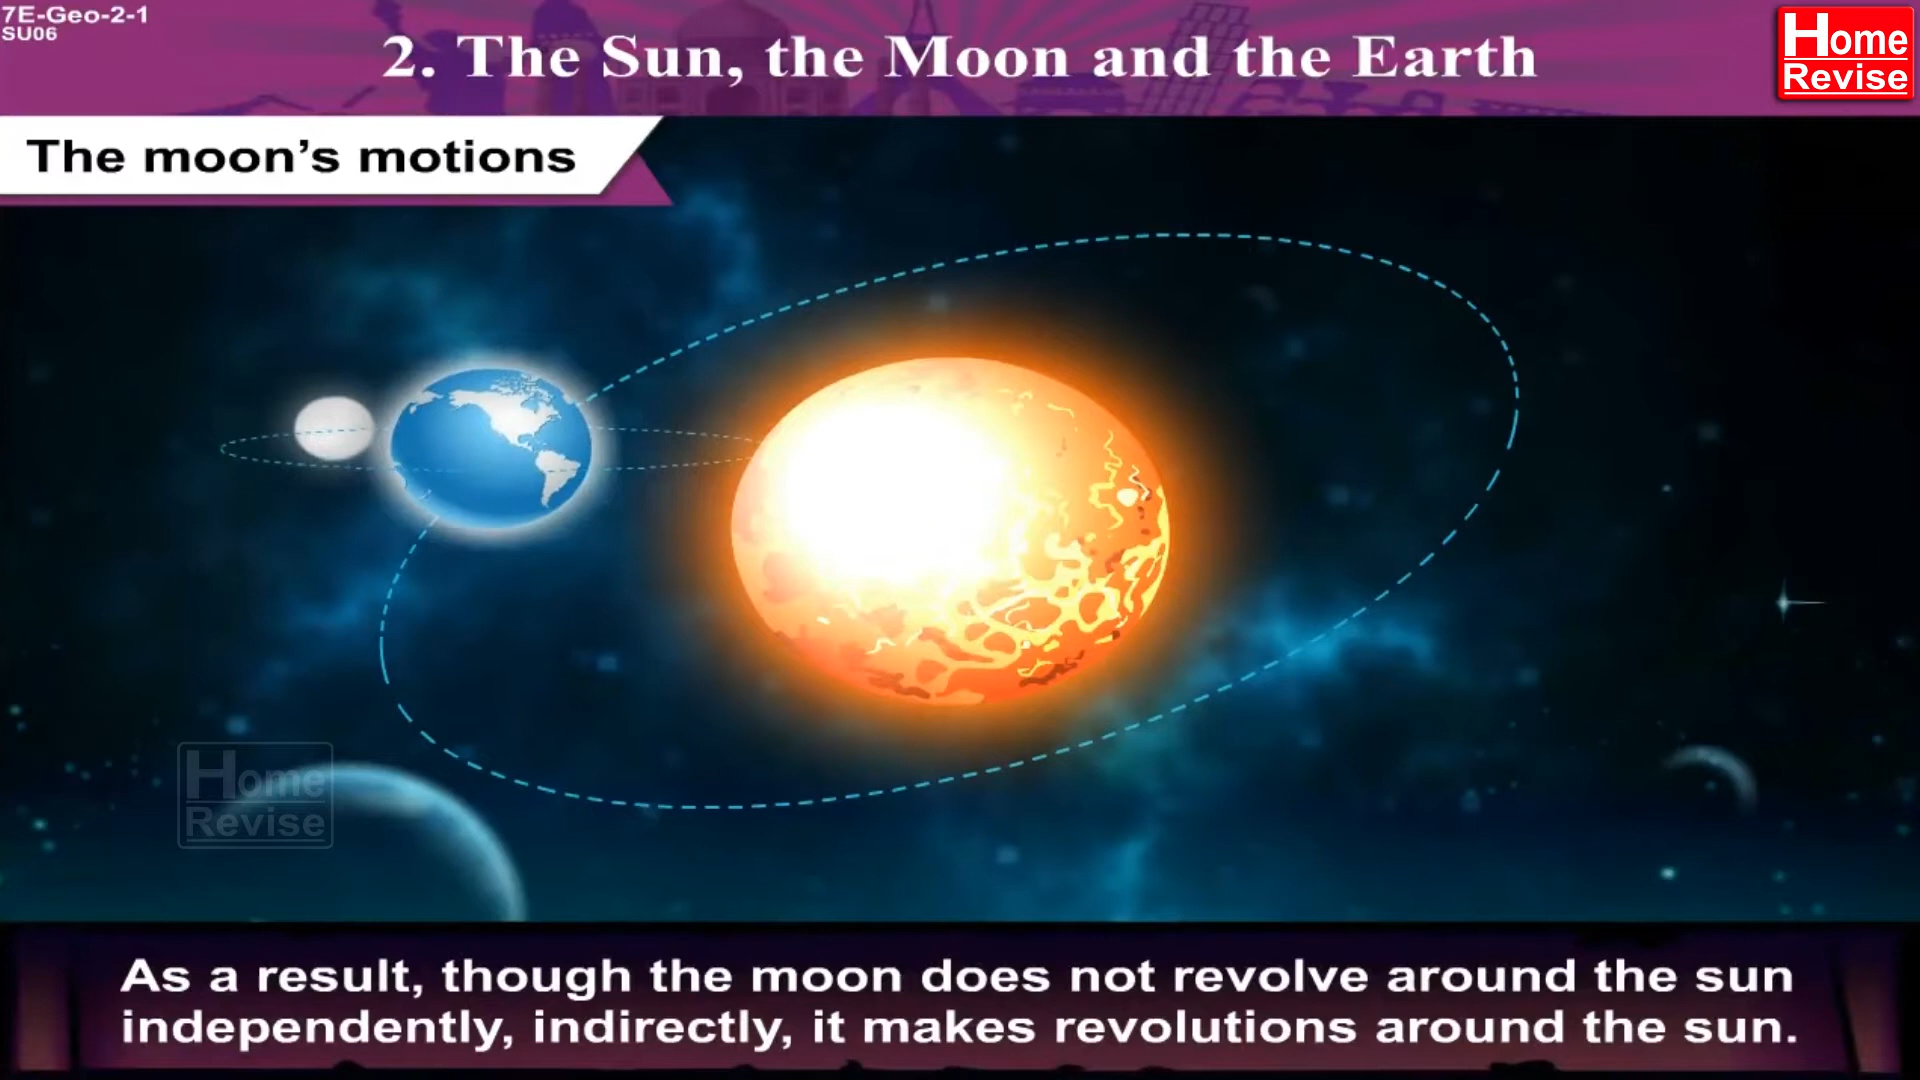 7E-Geo-2-1
SU06
2. The Sun, the Moon and the Earth
Home
Revise
The moon’s motions
Home
Revise
As a result, though the moon does not revolve around the sun
independently, indirectly, it makes revolutions around the sun.